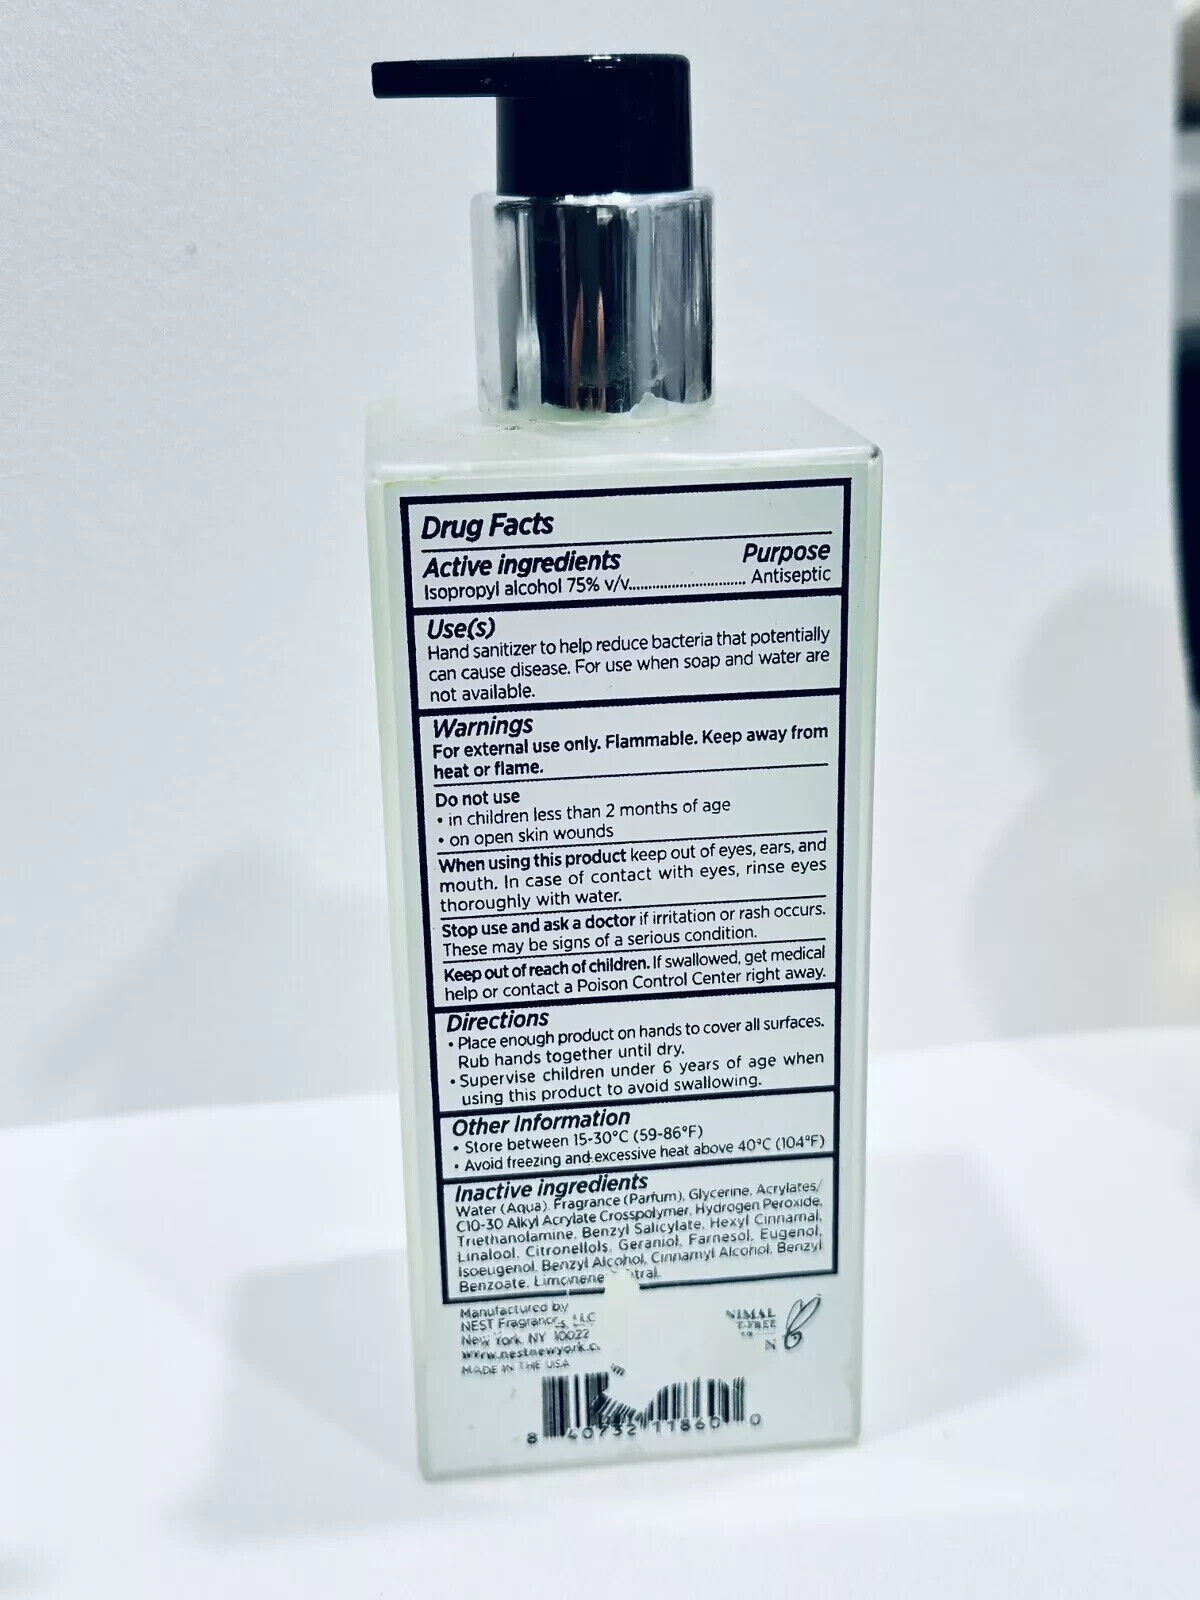 Drug Facts
Active ingredients Purpose
Isopropyl alcohol 75% v/v............................ Antiseptic
Use(s)
Hand sanitizer to help reduce bacteria that potentially
can cause disease. For use when soap and water are
not available.
Warnings
For external use only. Flammable. Keep away from
heat or flame.
Do not use
• in children less than 2 months of age
• on open skin wounds
When using this product keep out of eyes, ears, and
mouth. In case of contact with eyes, rinse eyes
thoroughly with water.
Stop use and ask a doctor if irritation or rash occurs.
These may be signs of a serious condition.
Keep out of reach of children. If swallowed, get medical
help or contact a Poison Control Center right away.
Directions
• Place enough product on hands to cover all surfaces.
Rub hands together until dry.
• Supervise children under 6 years of age when
using this product to avoid swallowing.
Other Information
• Store between 15-30°C (59-86°F)
• Avoid freezing and excessive heat above 40°C (104°F)
Inactive ingredients
Water (Aqua), Fragrance (Parfum), Glycerine, Acrylates/
C10-30 Alkyl Acrylate Crosspolymer, Hydrogen Peroxide,
Triethanolamine, Benzyl Salicylate, Hexyl Cinnamal,
Linalool, Citronellols, Geraniol, Farnesol, Eugenol,
Isoeugenol, Benzyl Alcohol, Cinnamyl Alcohol, Benzyl
Benzoate, Limonene
Manufactured by
NEST Fragrances, LLC
New York, NY 10022
MADE IN THE USA
8 40732 11860 0